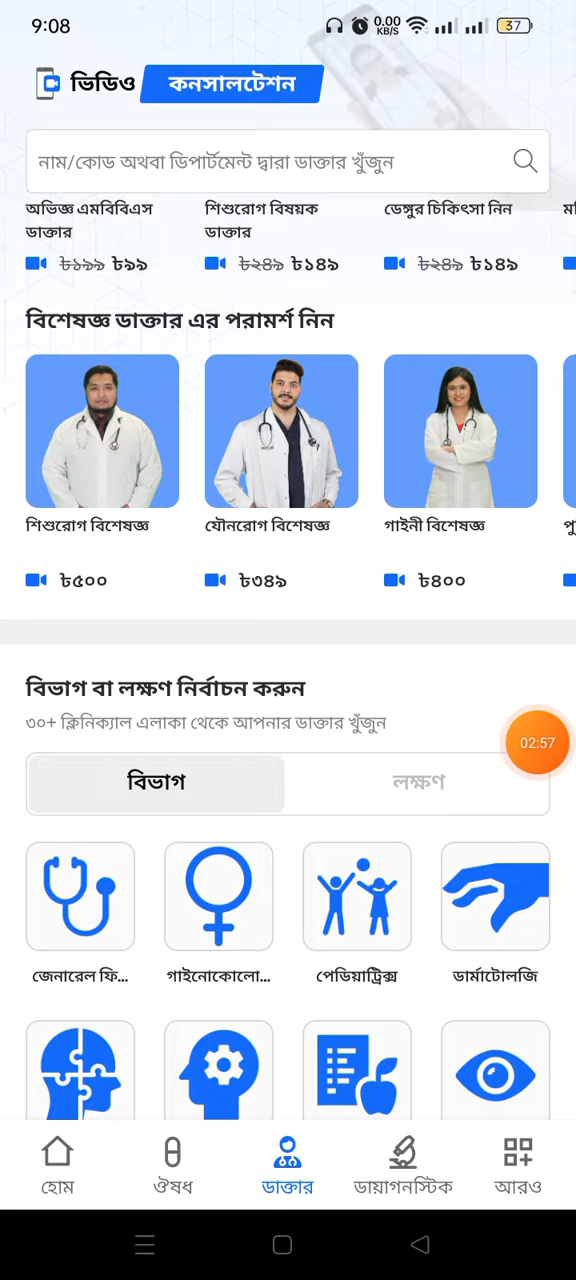 9:08
0.00
KB/S
37
ভিডিও কনসালটেশন
নাম/কোড অথবা ডিপার্টমেন্ট দ্বারা ডাক্তার খুঁজুন
অভিজ্ঞ এমবিবিএস ডাক্তার
শিশুরোগ বিষয়ক ডাক্তার
ডেঙ্গুর চিকিৎসা নিন
৳১৯৯ ৳৯৯
৳২৪৯ ৳১৪৯
৳২৪৯ ৳১৪৯
বিশেষজ্ঞ ডাক্তার এর পরামর্শ নিন
শিশুরোগ বিশেষজ্ঞ
যৌনরোগ বিশেষজ্ঞ
গাইনী বিশেষজ্ঞ
৳৫০০
৳৩৪৯
৳৪০০
বিভাগ বা লক্ষণ নির্বাচন করুন
৩০+ ক্লিনিক্যাল এলাকা থেকে আপনার ডাক্তার খুঁজুন
02:57
বিভাগ
লক্ষণ
জেনারেল ফি...
গাইনোকোলো...
পেডিয়াট্রিক্স
ডার্মাটোলজি
হোম
ঔষধ
ডাক্তার
ডায়াগনস্টিক
আরও